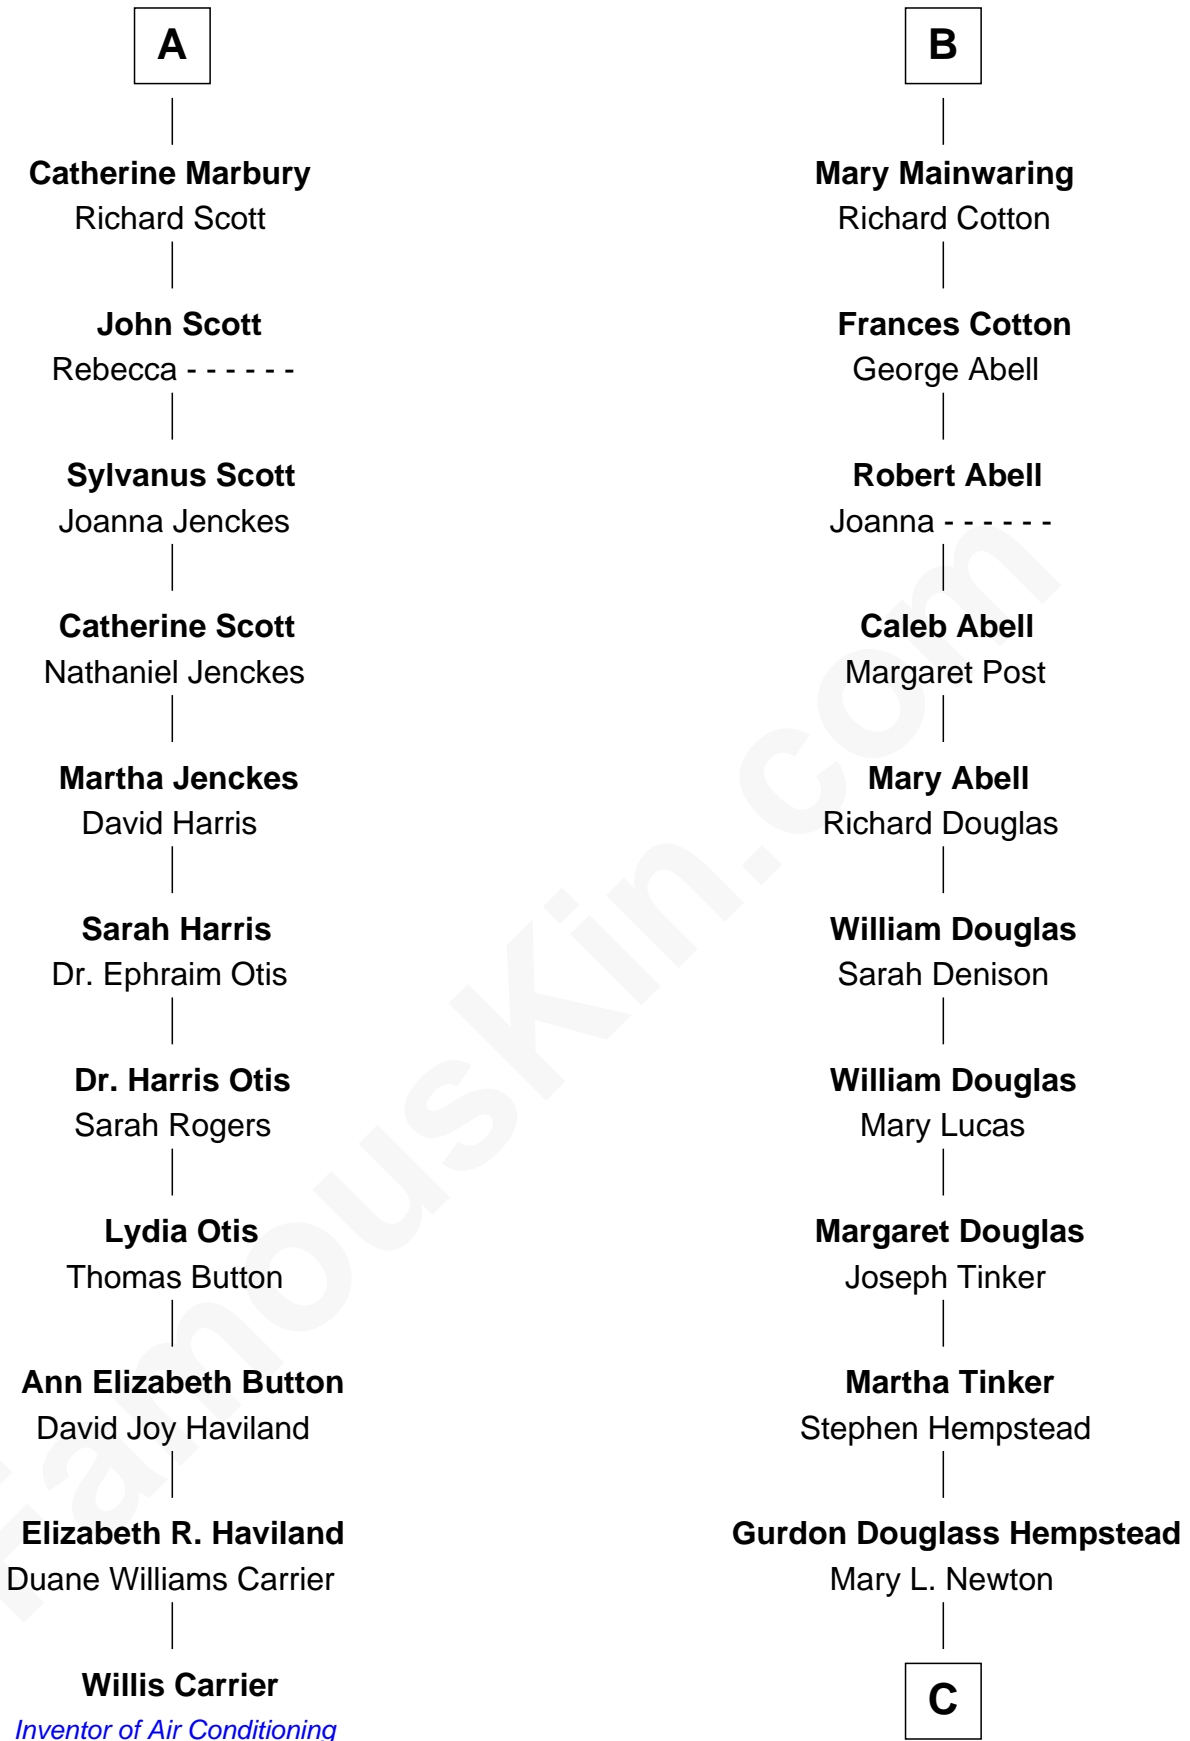 A
Catherine Marbury
Richard Scott
John Scott
Rebecca - - - - - -
Sylvanus Scott
Joanna Jenckes
Catherine Scott
Nathaniel Jenckes
Martha Jenckes
David Harris
Sarah Harris
Dr. Ephraim Otis
Dr. Harris Otis
Sarah Rogers
Lydia Otis
Thomas Button
Ann Elizabeth Button
David Joy Haviland
Elizabeth R. Haviland
Duane Williams Carrier
Willis Carrier
Inventor of Air Conditioning
B
Mary Mainwaring
Richard Cotton
Frances Cotton
George Abell
Robert Abell
Joanna - - - - - -
Caleb Abell
Margaret Post
Mary Abell
Richard Douglas
William Douglas
Sarah Denison
William Douglas
Mary Lucas
Margaret Douglas
Joseph Tinker
Martha Tinker
Stephen Hempstead
Gurdon Douglass Hempstead
Mary L. Newton
C
FamousKin.com